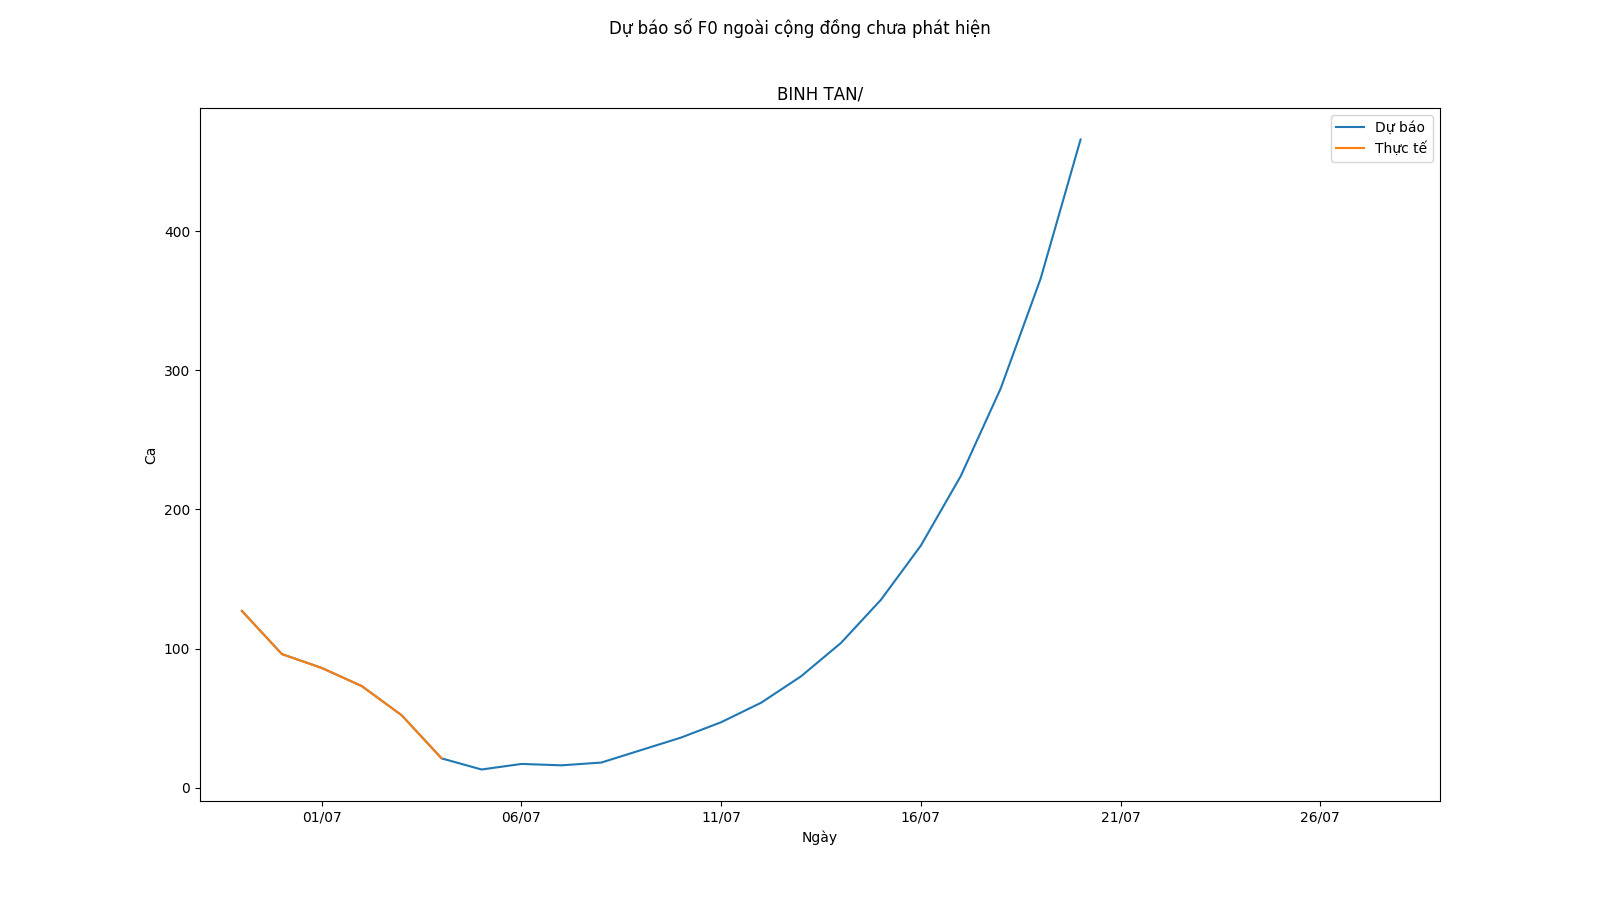 Dự báo số F0 ngoài cộng đồng chưa phát hiện
BINH TAN/
Dự báo
Thực tế
400
300
200
100
0
Ca
01/07
06/07
11/07
16/07
21/07
26/07
Ngày